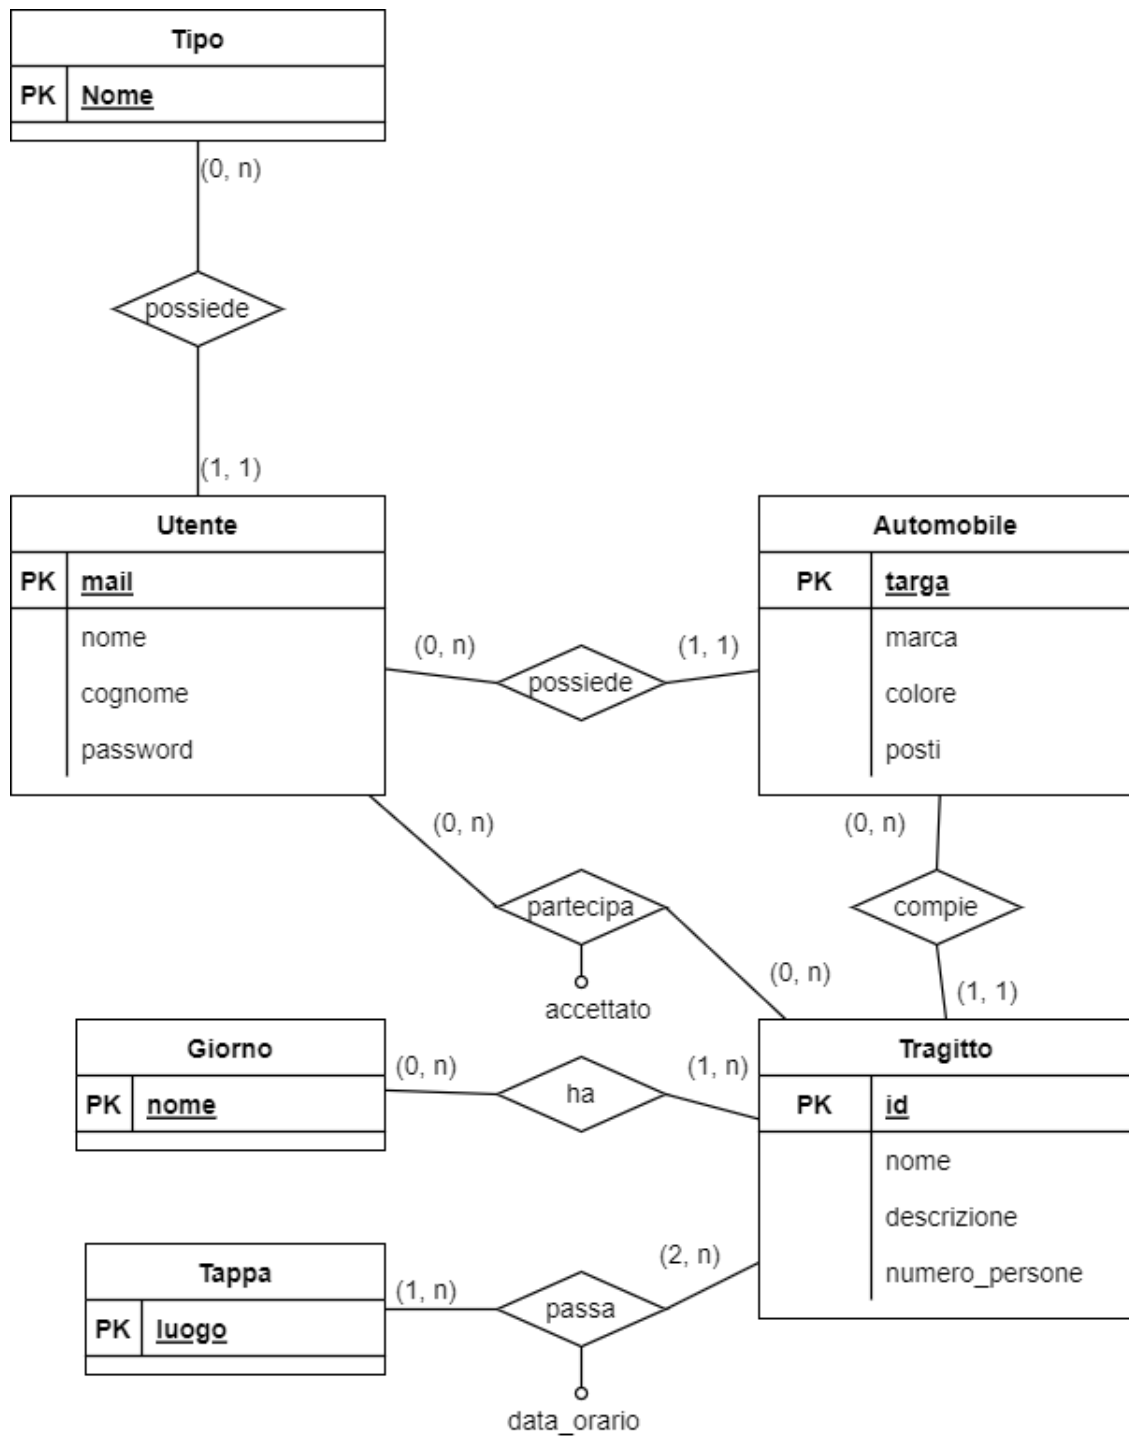 Tipo
PK Nome
(0, n)
possiede
(1, 1)
Utente
PK mail
nome
cognome
password
(0, n)
possiede
(1, 1)
Automobile
PK targa
marca
colore
posti
(0, n)
partecipa
accettato
(0, n)
(0, n)
compie
(1, 1)
Giorno
PK nome
(0, n)
ha
(1, n)
Tragitto
PK id
nome
descrizione
numero_persone
Tappa
PK luogo
(1, n)
passa
(2, n)
data_orario